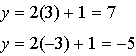 y = 2(3) + 1 = 7
y = 2(−3) + 1 = −5